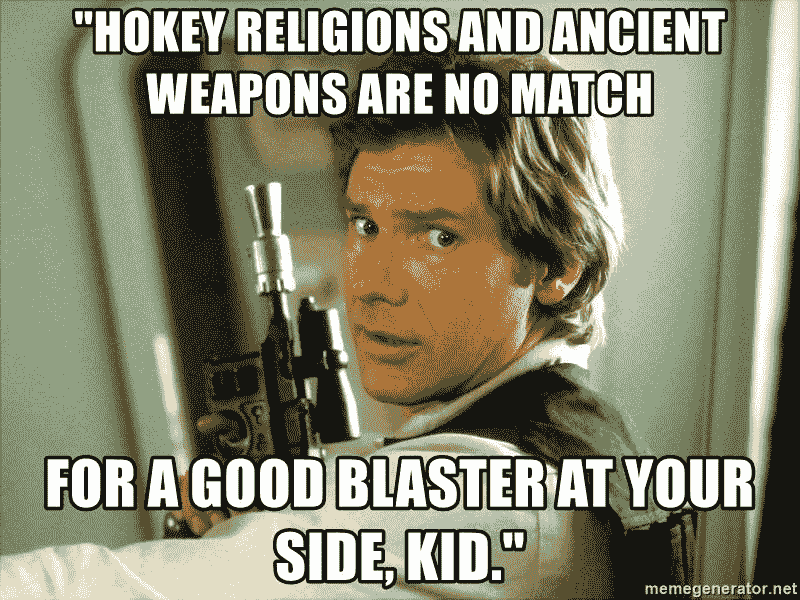 "HOKEY RELIGIONS AND ANCIENT
WEAPONS ARE NO MATCH
FOR A GOOD BLASTER AT YOUR
SIDE, KID."
memegenerator.net